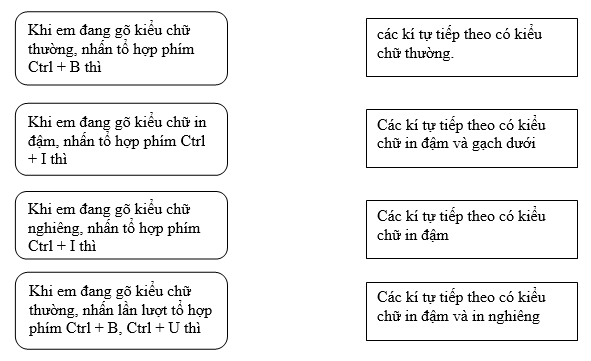 Khi em đang gõ kiểu chữ
thường, nhấn tổ hợp phím
Ctrl + B thì
các kí tự tiếp theo có kiểu
chữ thường.
Khi em đang gõ kiểu chữ in
đậm, nhấn tổ hợp phím Ctrl
+ I thì
Các kí tự tiếp theo có kiểu
chữ in đậm và gạch dưới
Khi em đang gõ kiểu chữ
nghiêng, nhấn tổ hợp phím
Ctrl + I thì
Các kí tự tiếp theo có kiểu
chữ in đậm
Khi em đang gõ kiểu chữ
thường, nhấn lần lượt tổ hợp
phím Ctrl + B, Ctrl + U thì
Các kí tự tiếp theo có kiểu
chữ in đậm và in nghiêng